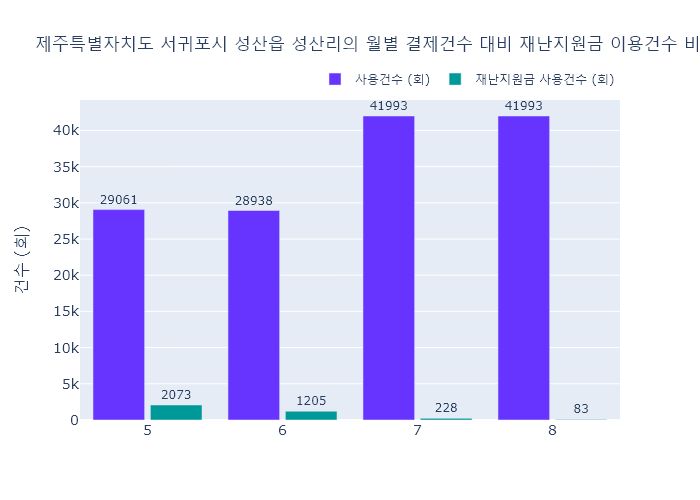 제주특별자치도 서귀포시 성산읍 성산리의 월별 결제건수 대비 재난지원금 이용건수 비
사용건수 (회)
재난지원금 사용건수 (회)
건수 (회)
40k
35k
30k
25k
20k
15k
10k
5k
0
29061
2073
28938
1205
41993
228
41993
83
5
6
7
8